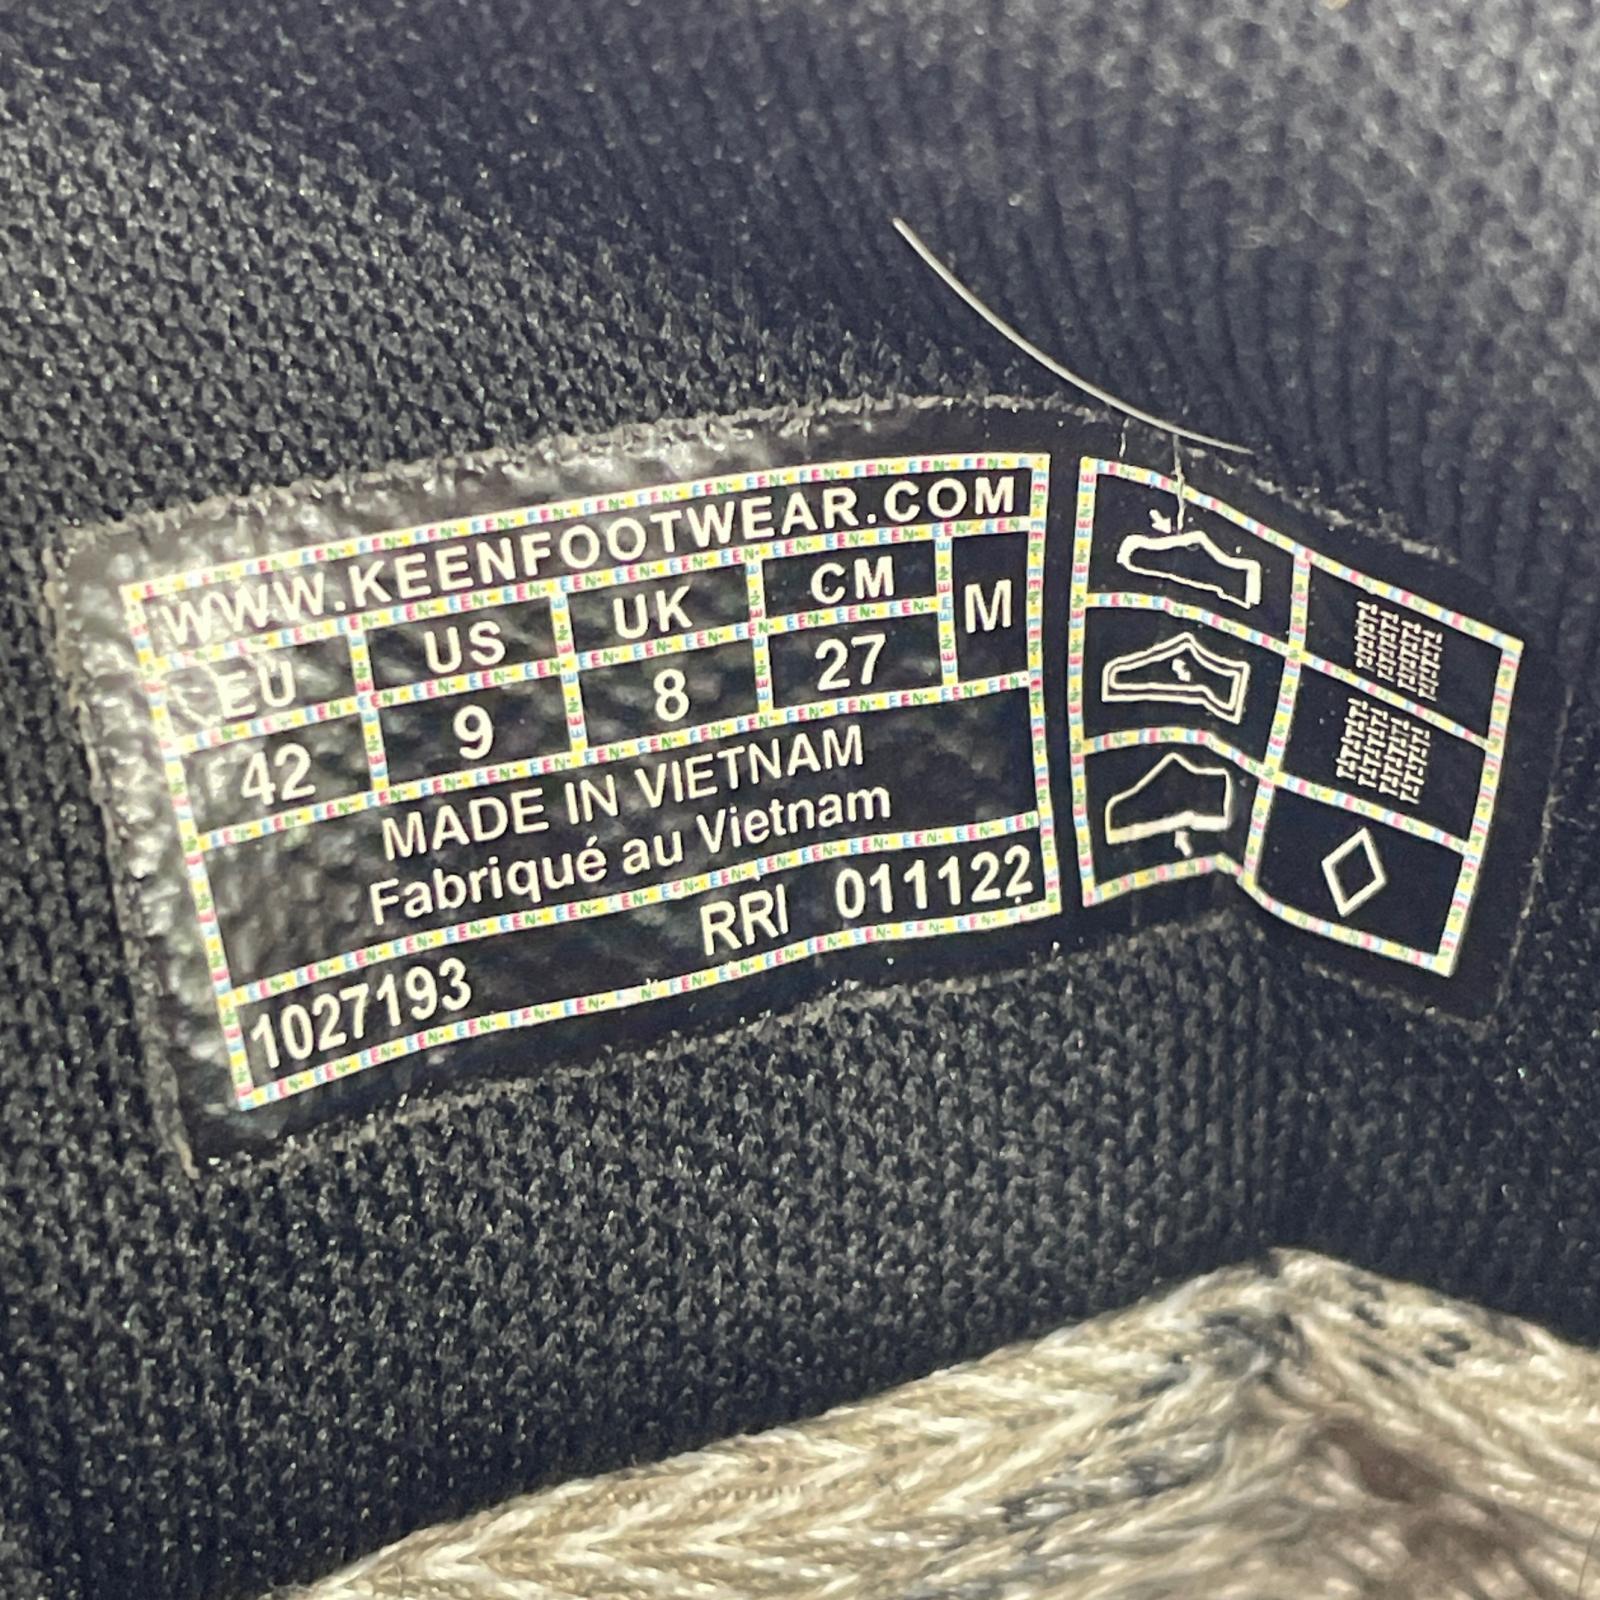 WWW.KEENFOOTWEAR.COM
EU US UK CM M
42 9 8 27
MADE IN VIETNAM
Fabriqué au Vietnam
1027193 RRI 011122